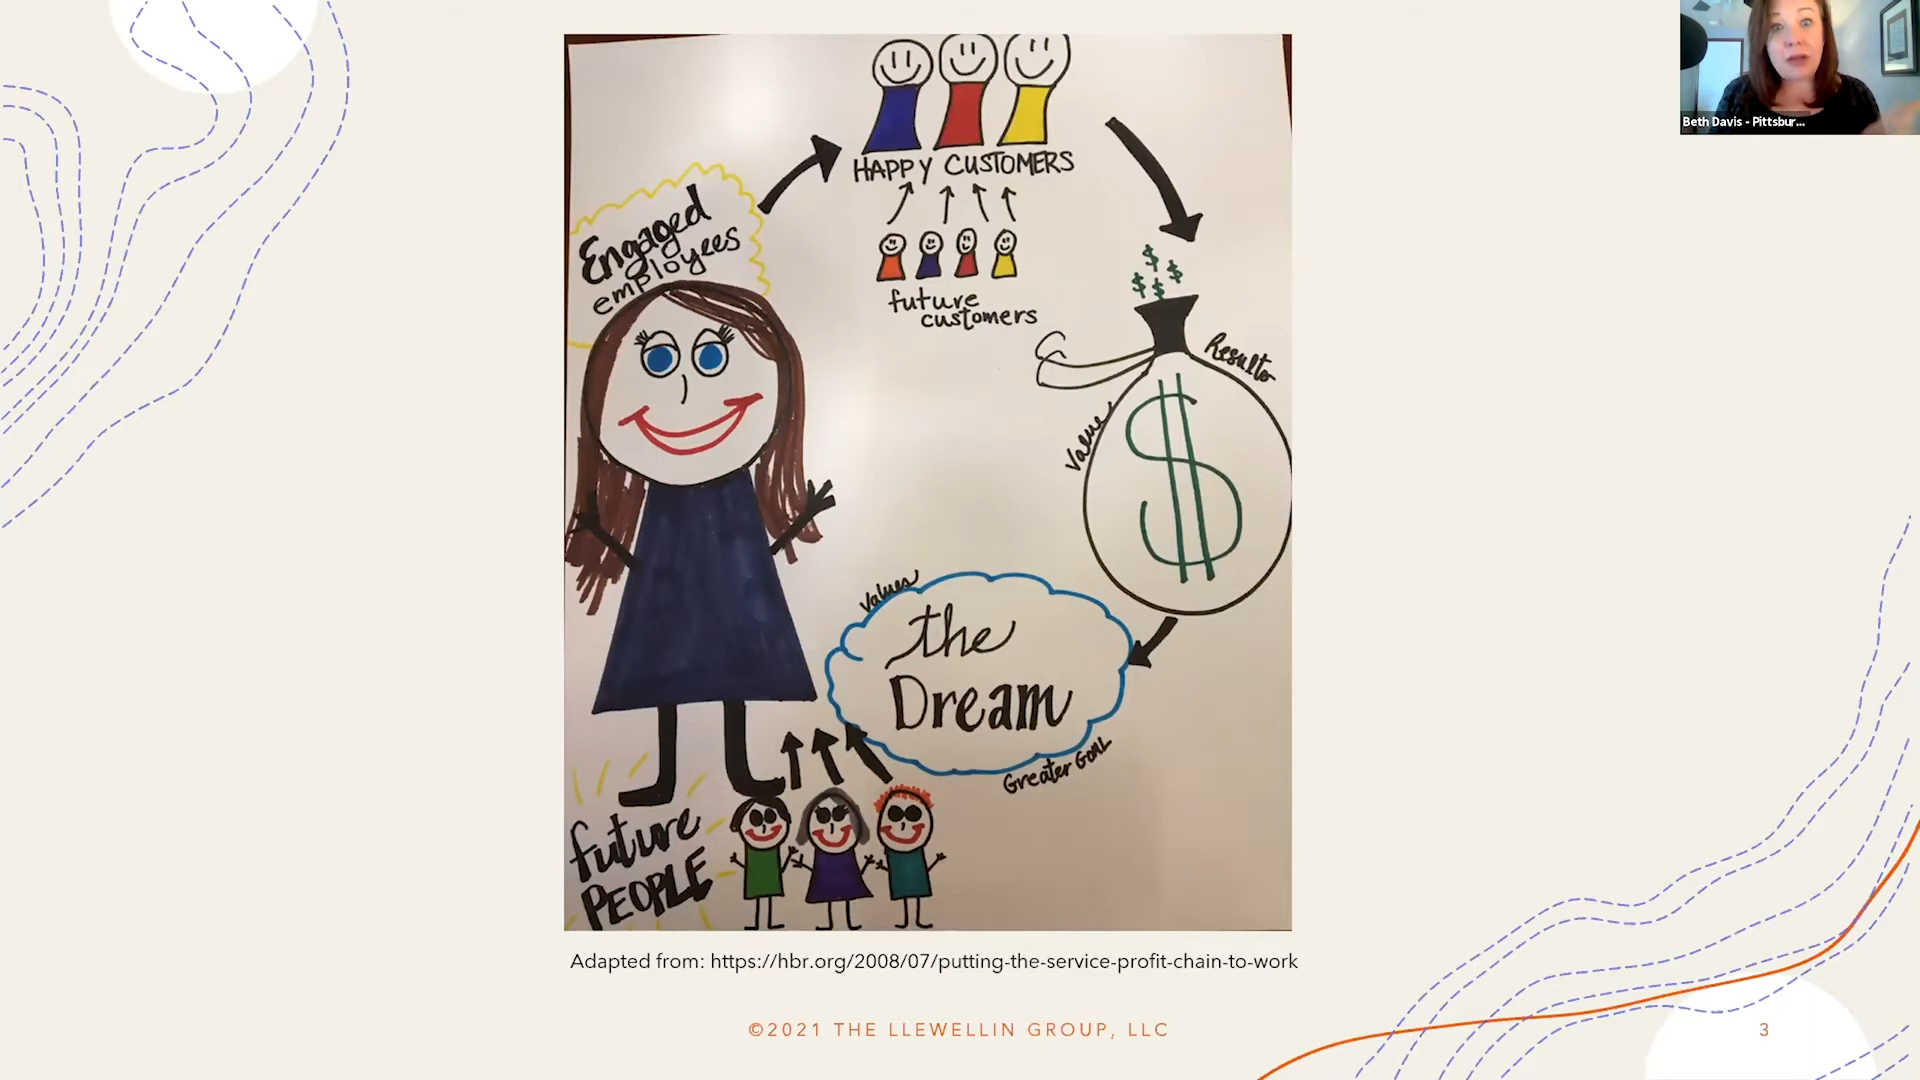 Beth Davis - Pittsbur...
HAPPY CUSTOMERS
Engaged
employees
future
customers
$ $ $ $
Results
Value
$
Values
the
Dream
Greater GOAL
future
PEOPLE
Adapted from: https://hbr.org/2008/07/putting-the-service-profit-chain-to-work
©2021 THE LLEWELLIN GROUP, LLC
3